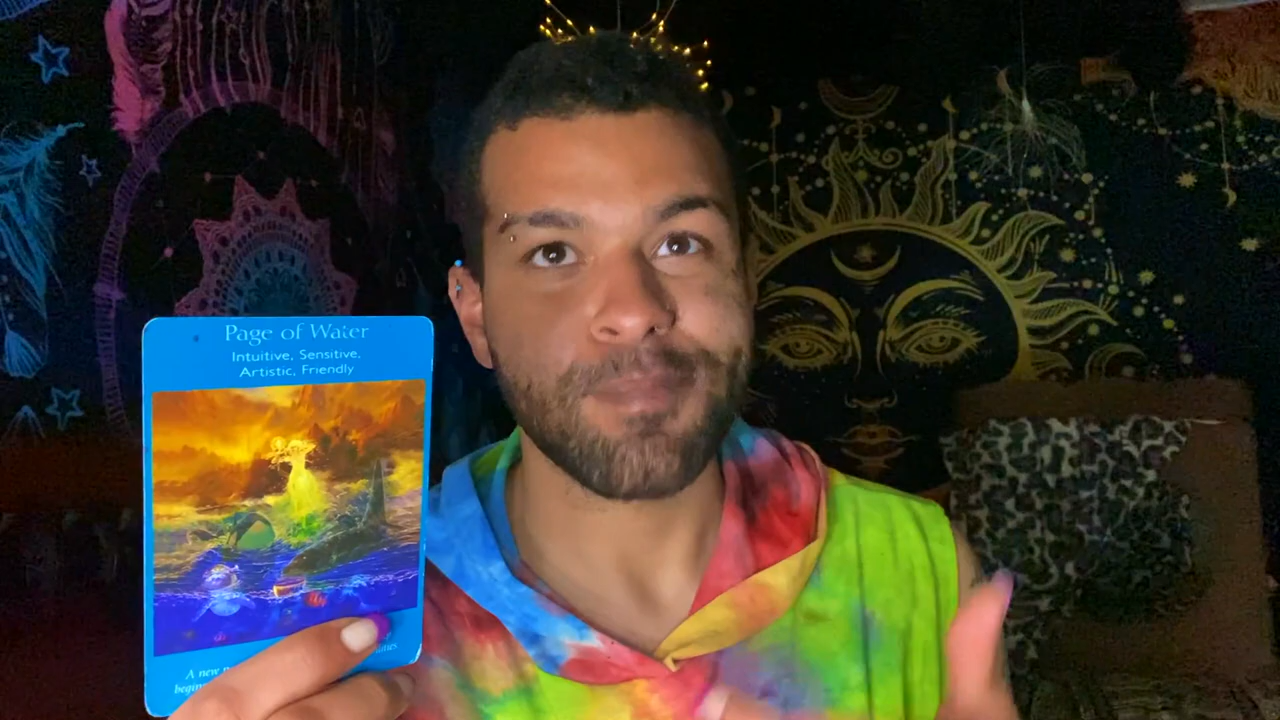 Page of Water
Intuitive, Sensitive,
Artistic, Friendly
A new